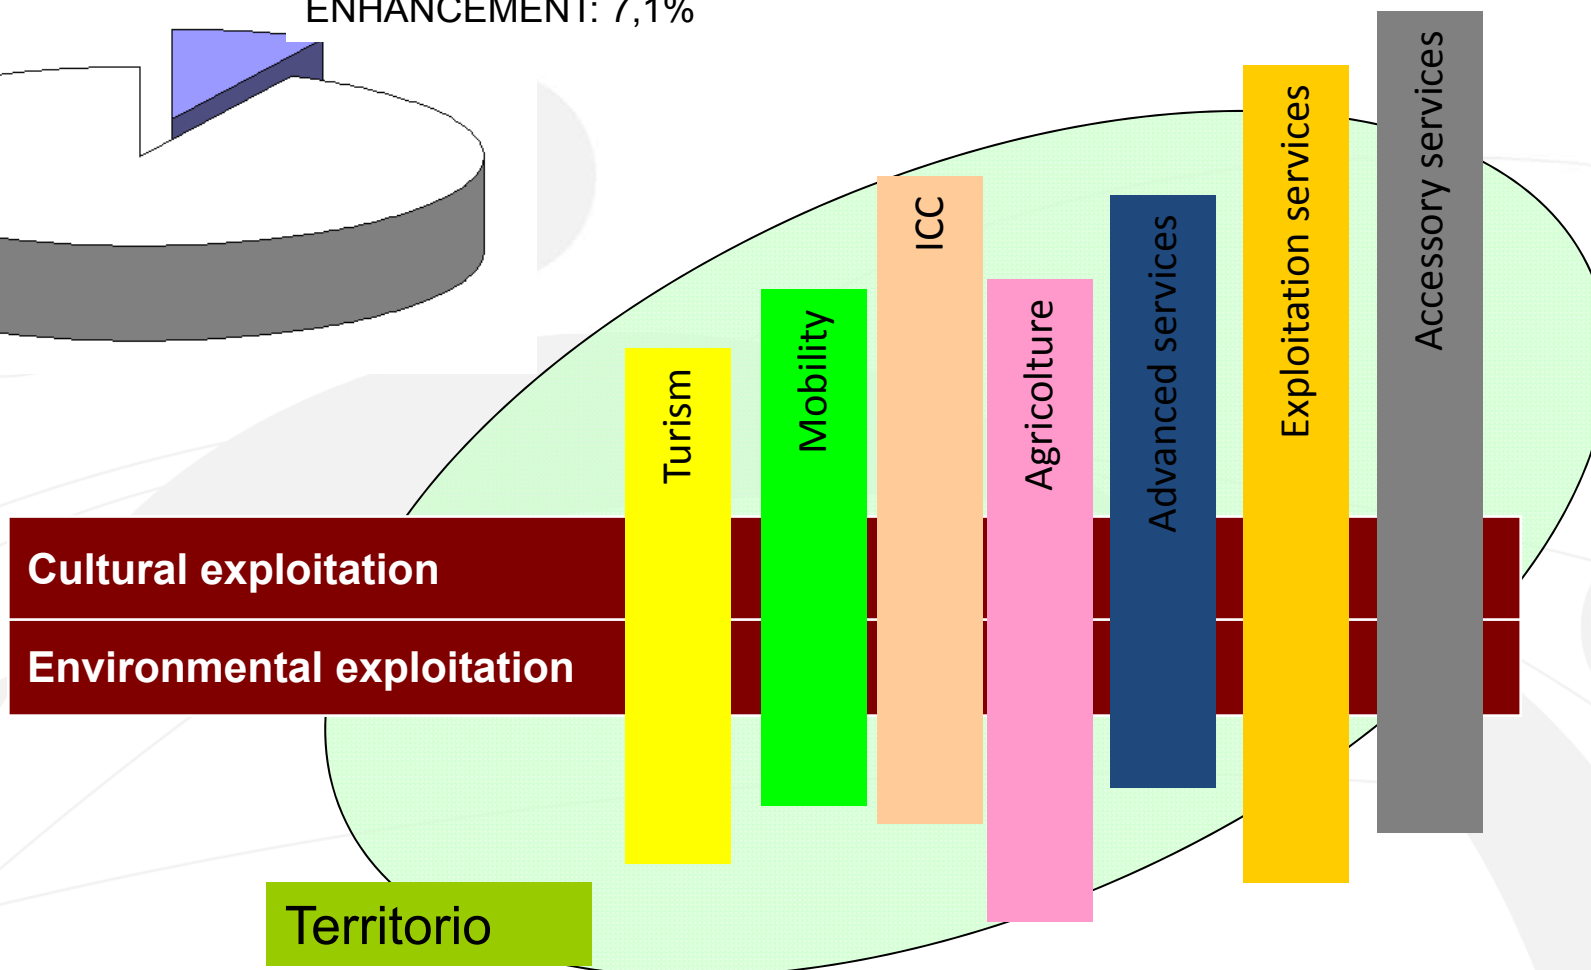 ENHANCEMENT: 7,1%
Turism
Mobility
ICC
Agricolture
Advanced services
Exploitation services
Accessory services
Cultural exploitation
Environmental exploitation
Territorio